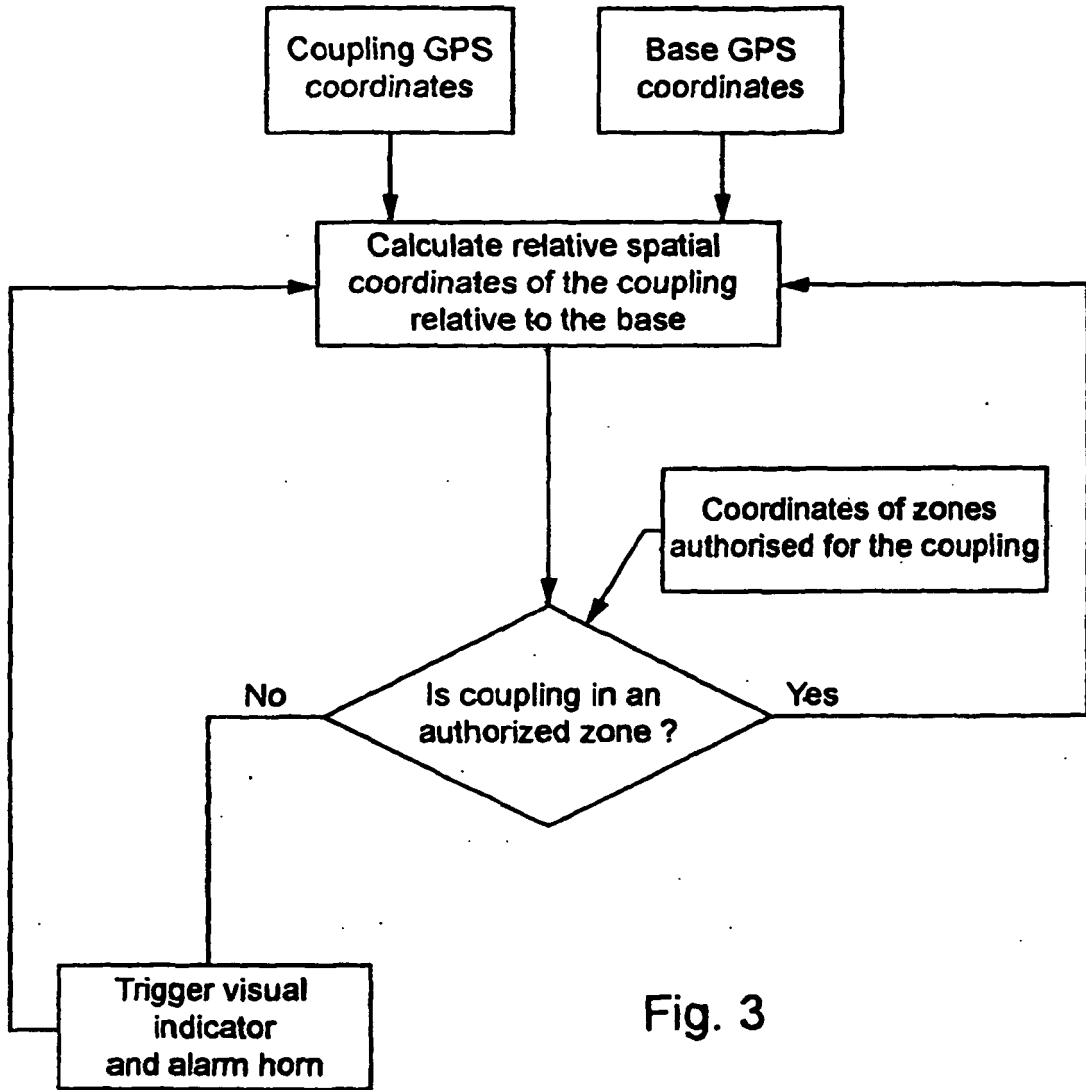 Coupling GPS
coordinates
Base GPS
coordinates
Calculate relative spatial
coordinates of the coupling
relative to the base
Coordinates of zones
authorised for the coupling
No
Is coupling in an
authorized zone ?
Yes
Trigger visual
indicator
and alarm horn
Fig. 3